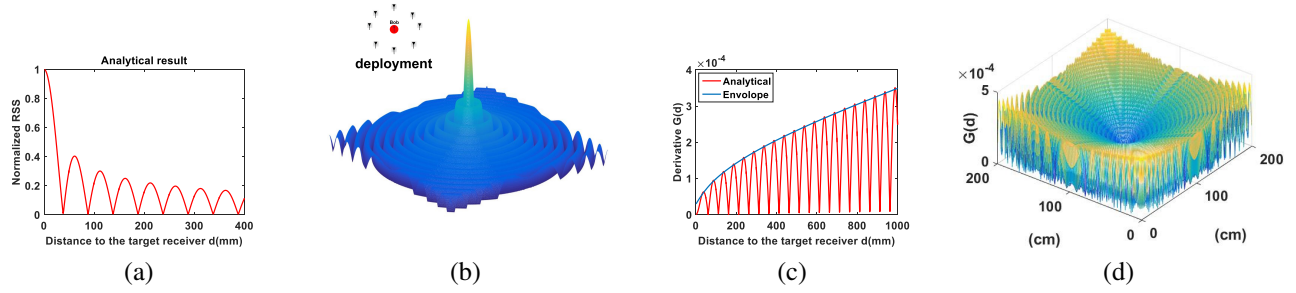 Analytical result
Normalized RSS
1
0.8
0.6
0.4
0.2
0
0 100 200 300 400
Distance to the target receiver d(mm)
(a)
Bob
deployment
(b)
×10⁻⁴
Derivative G(d)
4
3
2
1
0
Analytical
Envolope
0 200 400 600 800 1000
Distance to the target receiver d(mm)
(c)
×10⁻⁴
G(d)
5
0
200
100
0
(cm)
0
100
200
(cm)
(d)